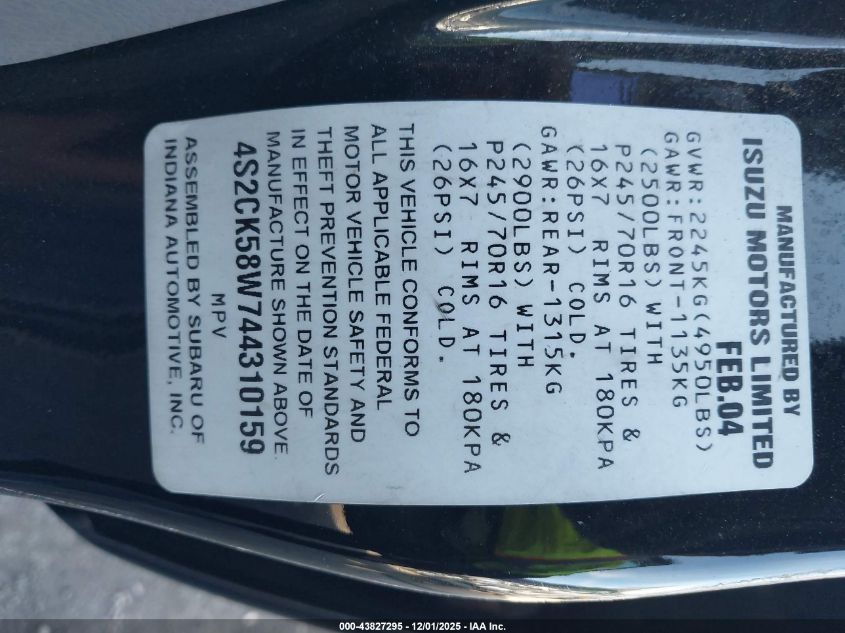 MANUFACTURED BY
ISUZU MOTORS LIMITED
FEB.04
GVWR:2245KG(4950LBS)
GAWR:FRONT-1135KG
(2500LBS) WITH
P245/70R16 TIRES &
16X7 RIMS AT 180KPA
(26PSI) COLD.
GAWR:REAR-1315KG
(2900LBS) WITH
P245/70R16 TIRES &
16X7 RIMS AT 180KPA
(26PSI) COLD.
THIS VEHICLE CONFORMS TO
ALL APPLICABLE FEDERAL
MOTOR VEHICLE SAFETY AND
THEFT PREVENTION STANDARDS
IN EFFECT ON THE DATE OF
MANUFACTURE SHOWN ABOVE.
4S2CK58W744310159
MPV
ASSEMBLED BY SUBARU OF
INDIANA AUTOMOTIVE, INC.
000-43827295 - 12/01/2025 - IAA Inc.